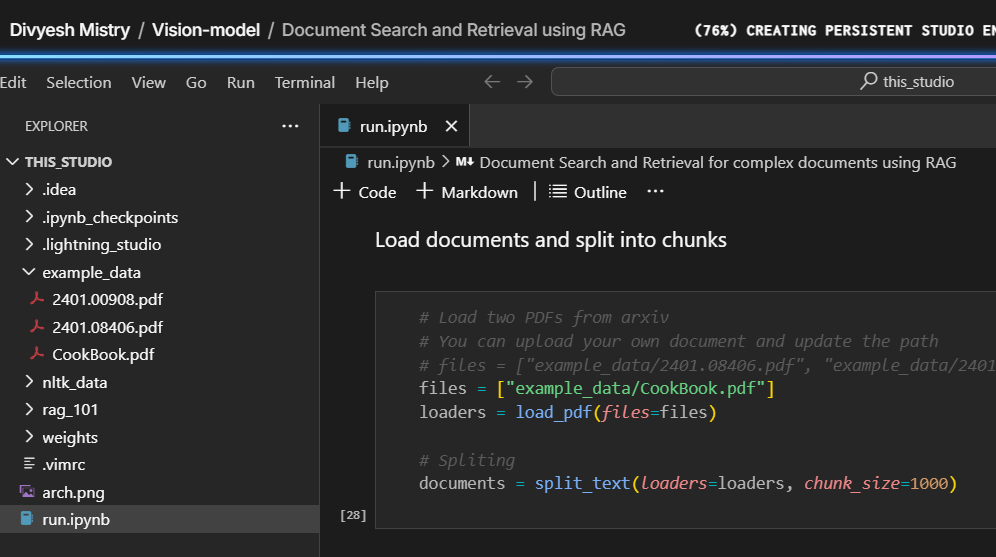 Divyesh Mistry / Vision-model / Document Search and Retrieval using RAG
(76%) CREATING PERSISTENT STUDIO EN
Edit Selection View Go Run Terminal Help
this_studio
EXPLORER
run.ipynb
THIS_STUDIO
.idea
.ipynb_checkpoints
.lightning_studio
example_data
2401.00908.pdf
2401.08406.pdf
CookBook.pdf
nltk_data
rag_101
weights
.vimrc
arch.png
run.ipynb
run.ipynb > M↓ Document Search and Retrieval for complex documents using RAG
+ Code + Markdown | Outline ...
Load documents and split into chunks
# Load two PDFs from arxiv
# You can upload your own document and update the path
# files = ["example_data/2401.08406.pdf", "example_data/2401
files = ["example_data/CookBook.pdf"]
loaders = load_pdf(files=files)
# Spliting
documents = split_text(loaders=loaders, chunk_size=1000)
[28]